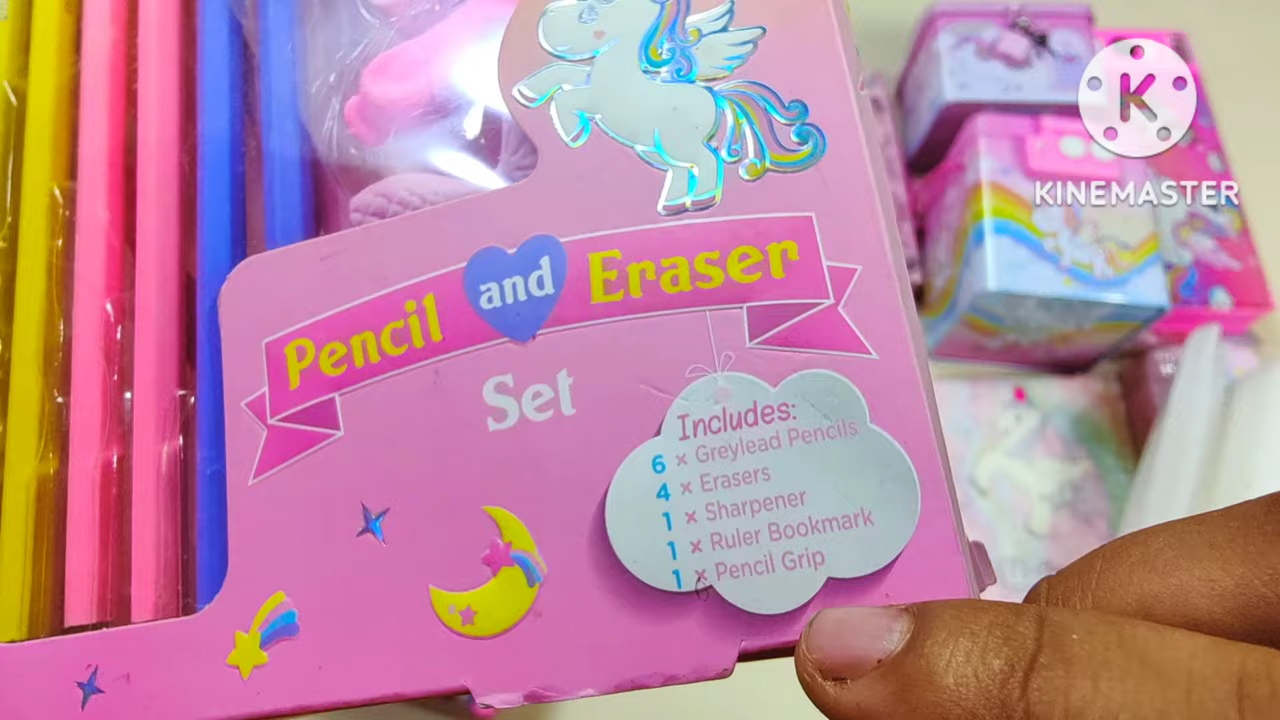 K
KINEMASTER
Pencil and Eraser
Set
Includes:
6 × Greylead Pencils
4 × Erasers
1 × Sharpener
1 × Ruler Bookmark
1 × Pencil Grip